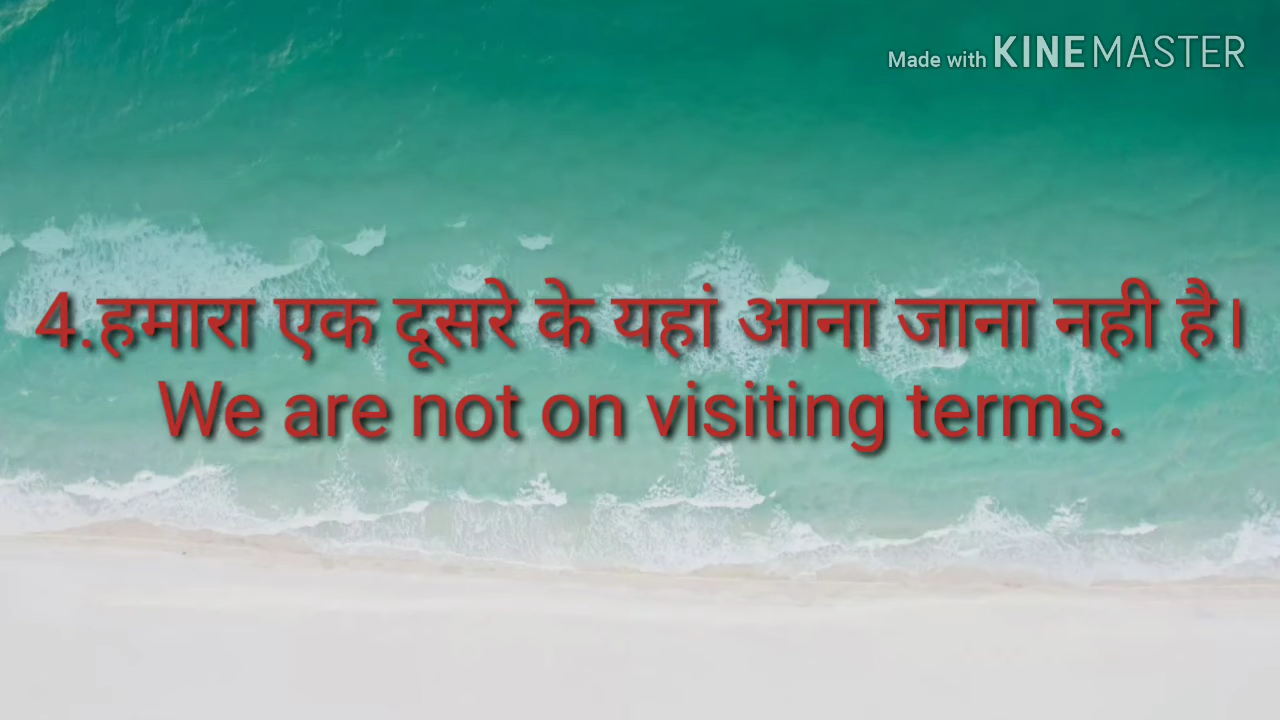 Made with KINEMASTER
4.हमारा एक दूसरे के यहां आना जाना नही है।
We are not on visiting terms.